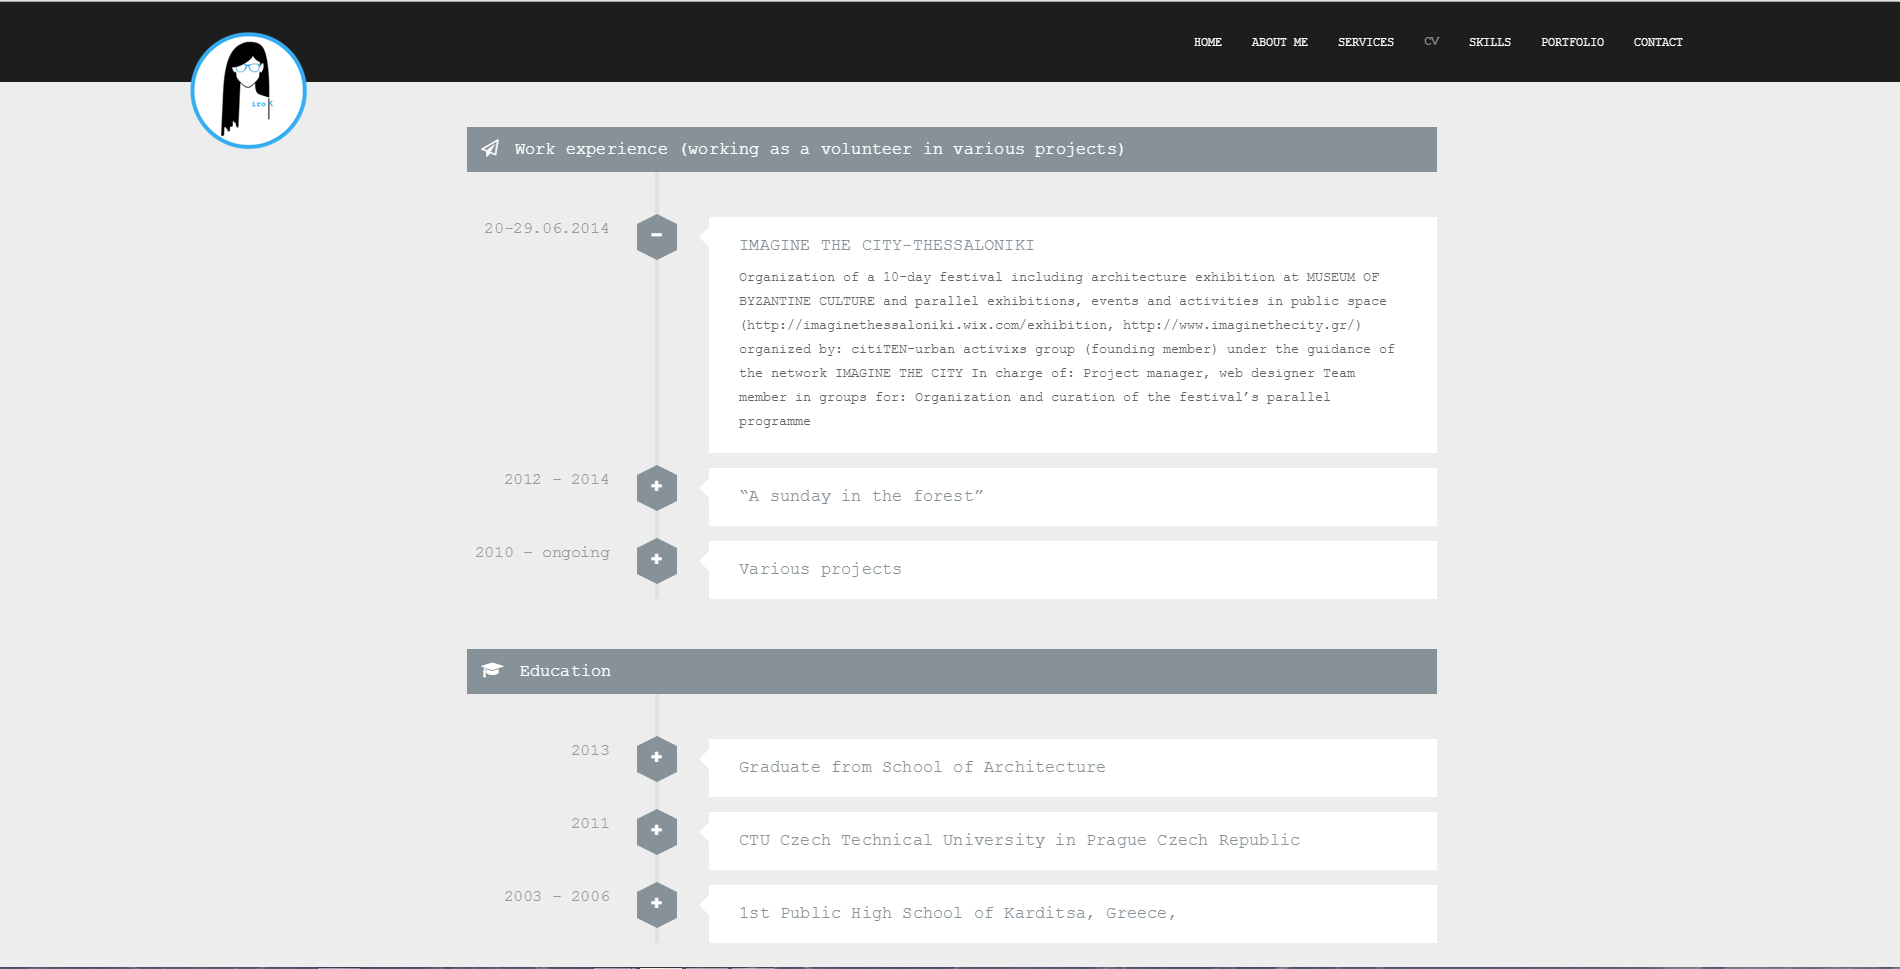 HOME ABOUT ME SERVICES CV SKILLS PORTFOLIO CONTACT
iro K
Work experience (working as a volunteer in various projects)
20-29.06.2014
IMAGINE THE CITY-THESSALONIKI
Organization of a 10-day festival including architecture exhibition at MUSEUM OF
BYZANTINE CULTURE and parallel exhibitions, events and activities in public space
(http://imaginethessaloniki.wix.com/exhibition, http://www.imaginethecity.gr/)
organized by: citiTEN-urban activixs group (founding member) under the guidance of
the network IMAGINE THE CITY In charge of: Project manager, web designer Team
member in groups for: Organization and curation of the festival’s parallel
programme
2012 - 2014
“A sunday in the forest”
2010 - ongoing
Various projects
Education
2013
Graduate from School of Architecture
2011
CTU Czech Technical University in Prague Czech Republic
2003 - 2006
1st Public High School of Karditsa, Greece,